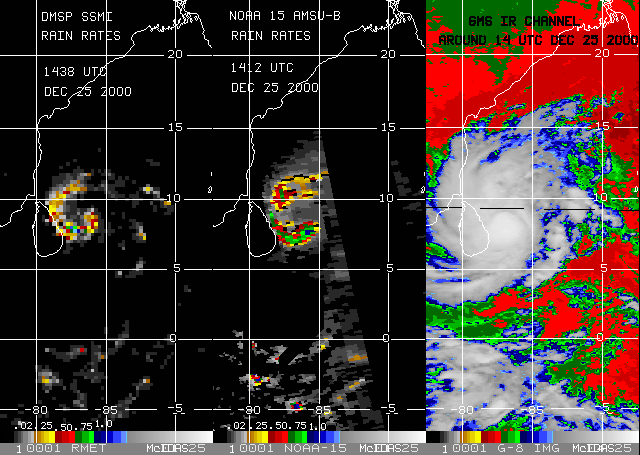 DMSP SSMI
RAIN RATES
1438 UTC
DEC 25 2000
20
15
10
5
0
-80
-85
-5
.02 .25 .50 .75 1.0
1 0001 RMET McIDAS25
NOAA 15 AMSU-B
RAIN RATES
1412 UTC
DEC 25 2000
20
15
10
5
0
-80
-85
-5
.02 .25 .50 .75 1.0
1 0001 NOAA-15 McIDAS25
GMS IR CHANNEL
AROUND 14 UTC DEC 25 2000
20
15
10
5
0
-80
-85
-5
1 0001 G-8 IMG